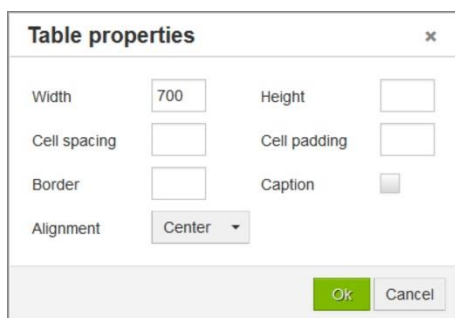 Table properties ×
Width 700 Height
Cell spacing Cell padding
Border Caption
Alignment Center
Ok Cancel